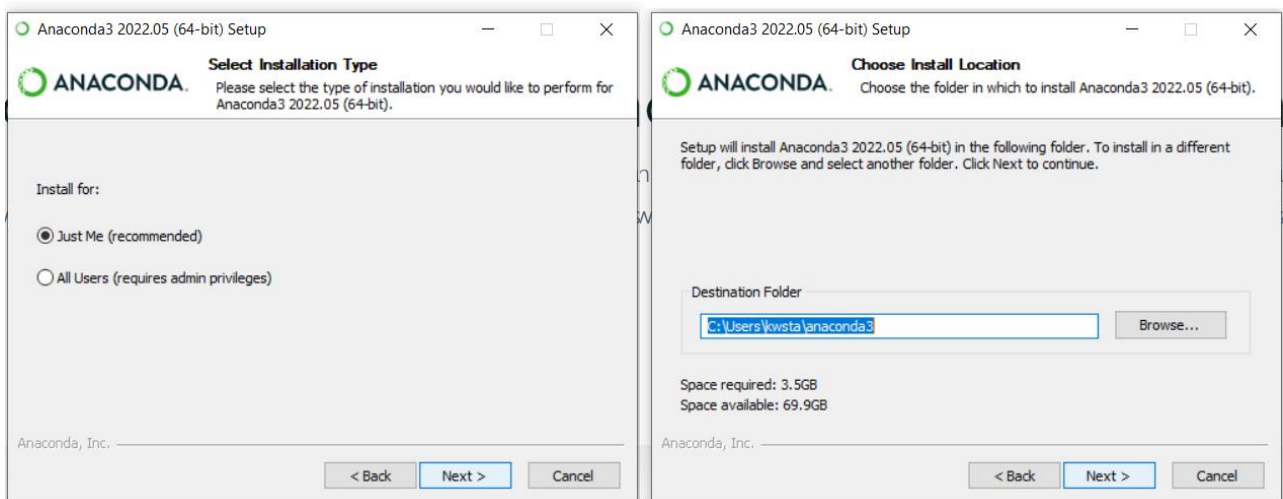 Anaconda3 2022.05 (64-bit) Setup
ANACONDA.
Select Installation Type
Please select the type of installation you would like to perform for
Anaconda3 2022.05 (64-bit).
Install for:
Just Me (recommended)
All Users (requires admin privileges)
Anaconda, Inc.
< Back
Next >
Cancel
Anaconda3 2022.05 (64-bit) Setup
ANACONDA.
Choose Install Location
Choose the folder in which to install Anaconda3 2022.05 (64-bit).
Setup will install Anaconda3 2022.05 (64-bit) in the following folder. To install in a different
folder, click Browse and select another folder. Click Next to continue.
Destination Folder
C:\Users\kwsta\anaconda3
Browse...
Space required: 3.5GB
Space available: 69.9GB
Anaconda, Inc.
< Back
Next >
Cancel